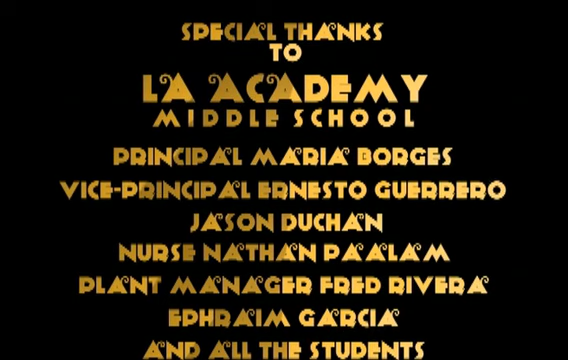 SPECIAL THANKS
TO
LA ACADEMY
MIDDLE SCHOOL
PRINCIPAL MARIA BORGES
VICE-PRINCIPAL ERNESTO GUERRERO
JASON DUCHAN
NURSE NATHAN PAALAM
PLANT MANAGER FRED RIVERA
EPHRAIM GARCIA
AND ALL THE STUDENTS